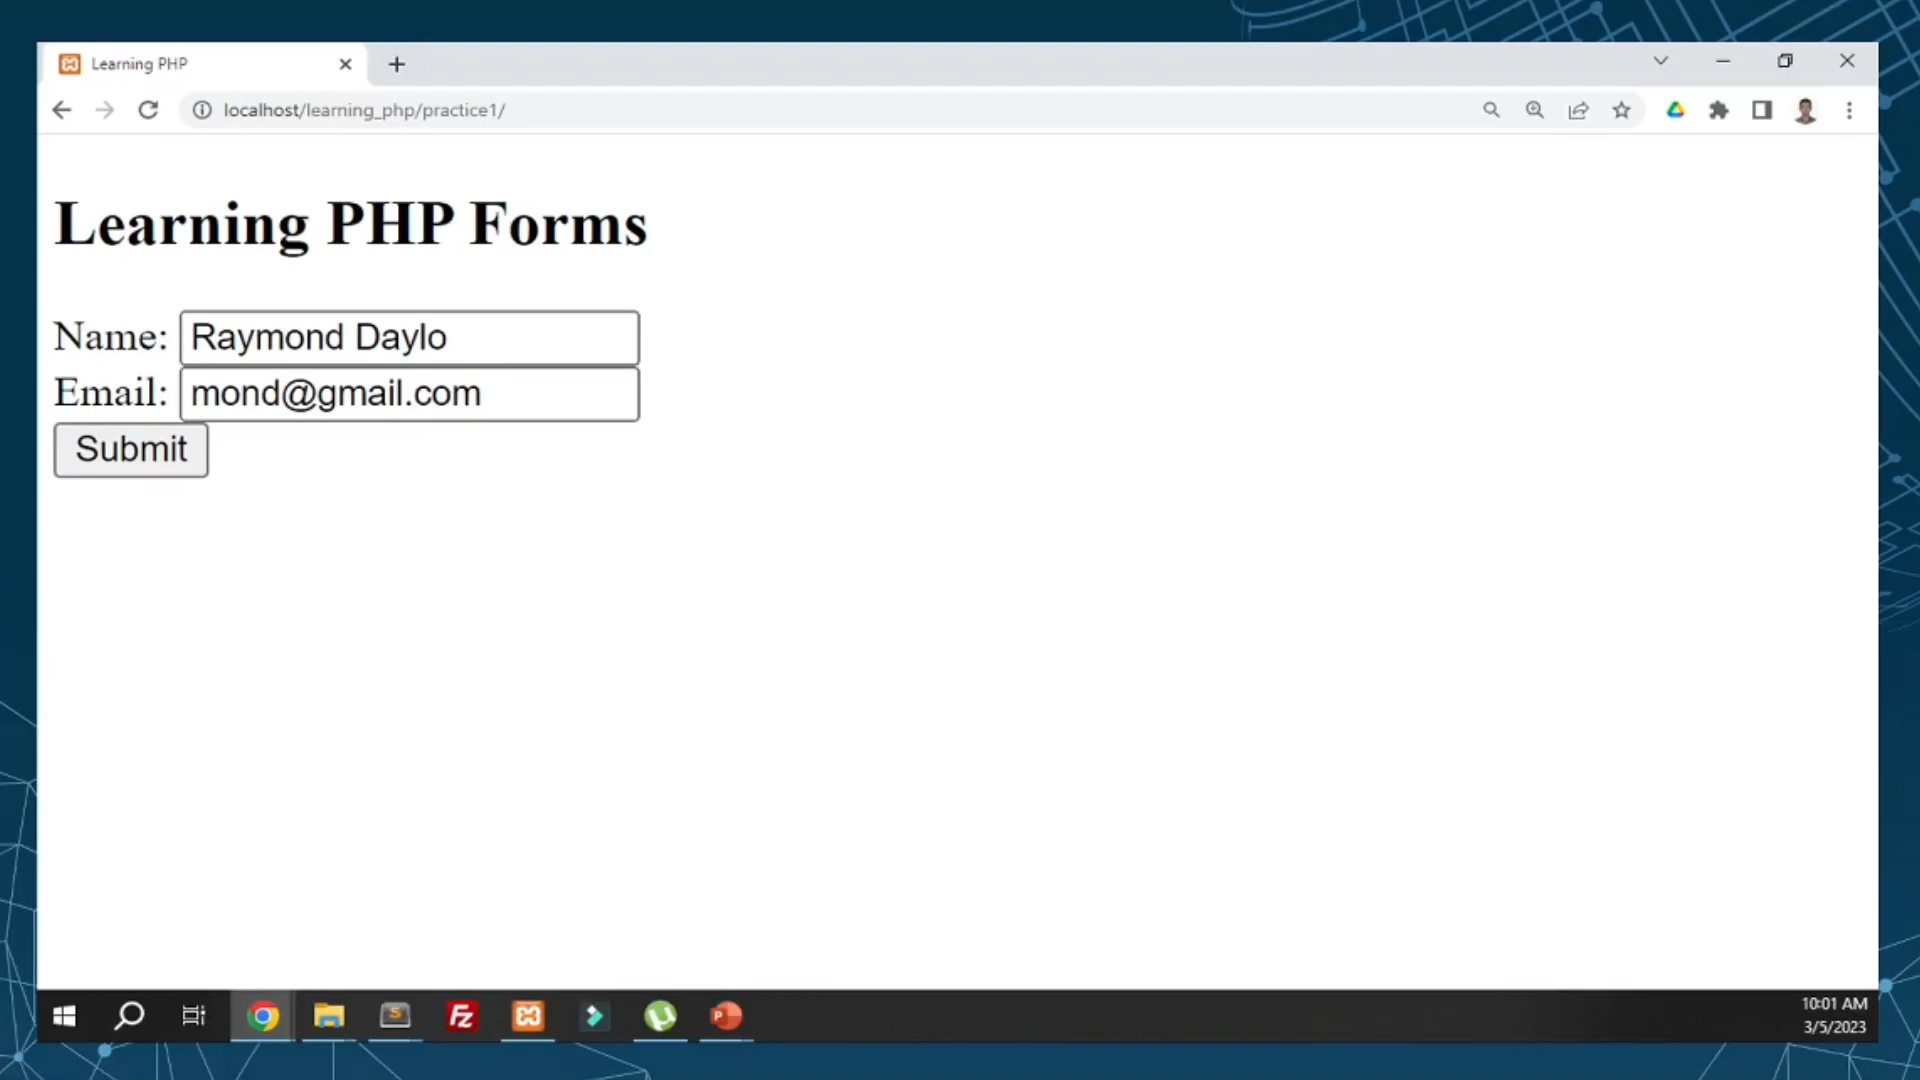 Learning PHP
localhost/learning_php/practice1/
Learning PHP Forms
Name: Raymond Daylo
Email: mond@gmail.com
Submit
10:01 AM
3/5/2023